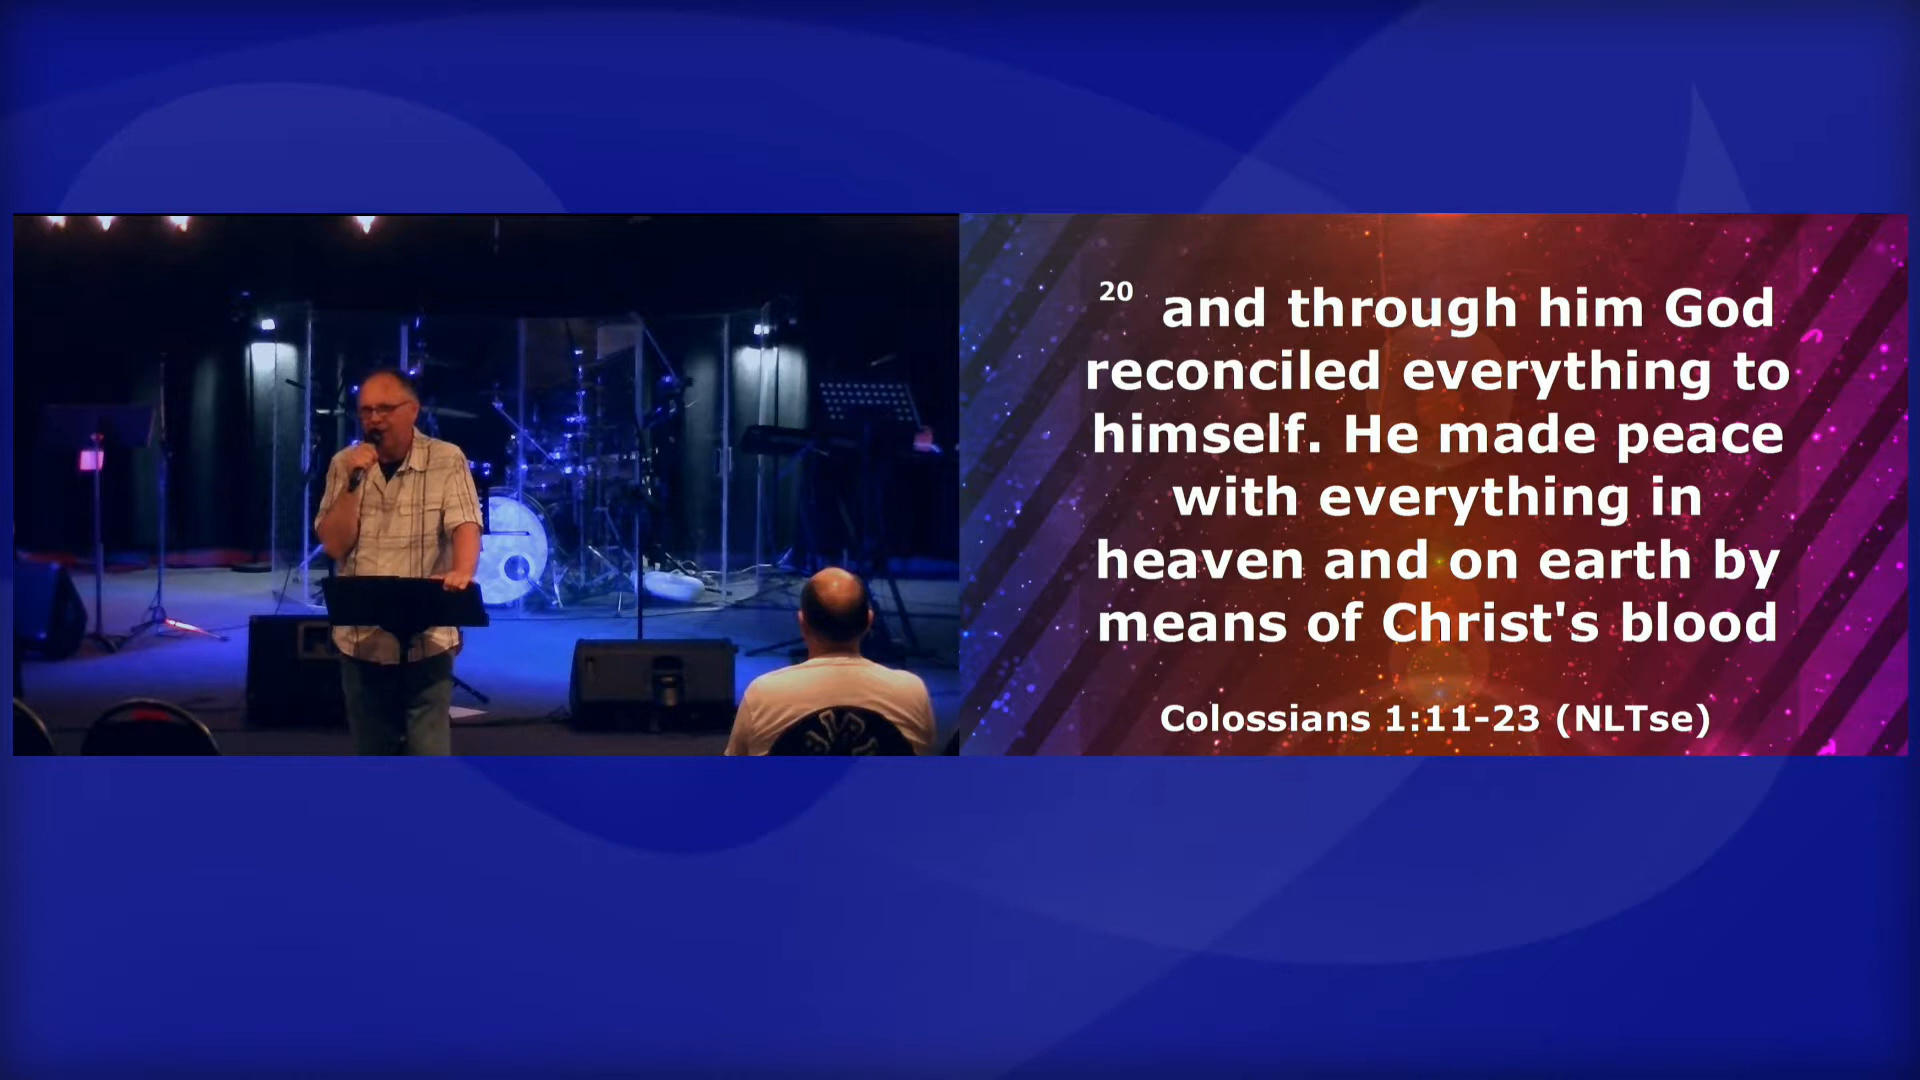 20 and through him God
reconciled everything to
himself. He made peace
with everything in
heaven and on earth by
means of Christ's blood
Colossians 1:11-23 (NLTse)